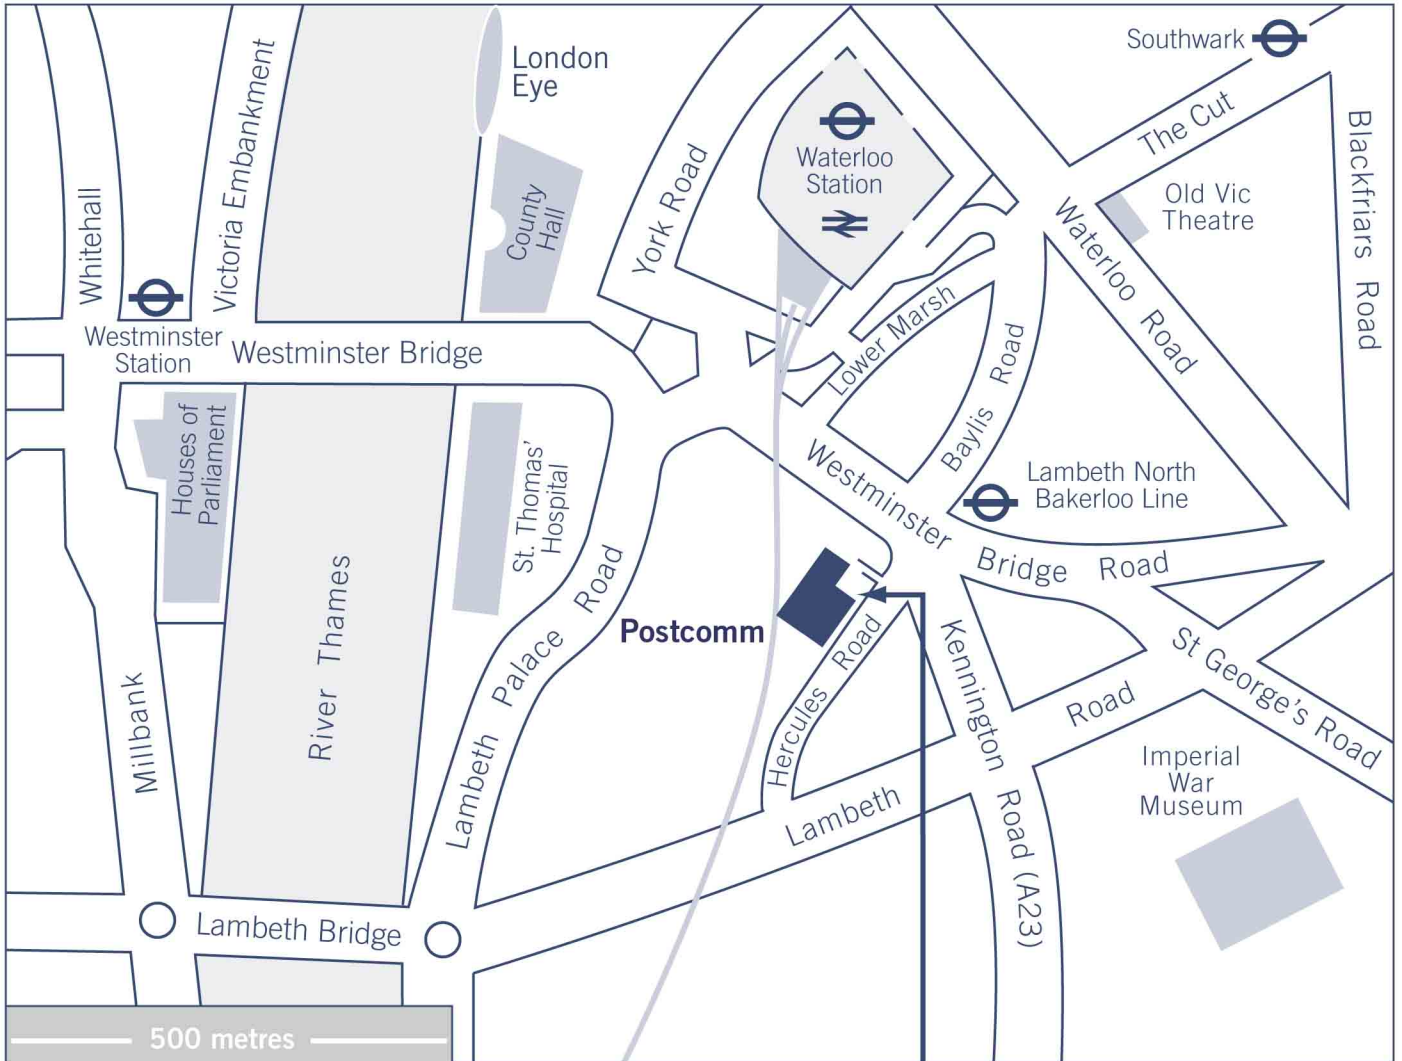 Southwark
London
Eye
The Cut
Blackfriars Road
Victoria Embankment
Waterloo
Station
York Road
Old Vic
Theatre
Whitehall
County
Hall
Waterloo Road
Westminster
Station
Westminster Bridge
Lower Marsh
Baylis Road
Houses of
Parliament
St. Thomas'
Hospital
Lambeth North
Bakerloo Line
Westminster Bridge Road
River Thames
Postcomm
Hercules Road
Kennington Road (A23)
St George's Road
Lambeth Palace Road
Millbank
Lambeth Road
Imperial
War
Museum
Lambeth Bridge
500 metres